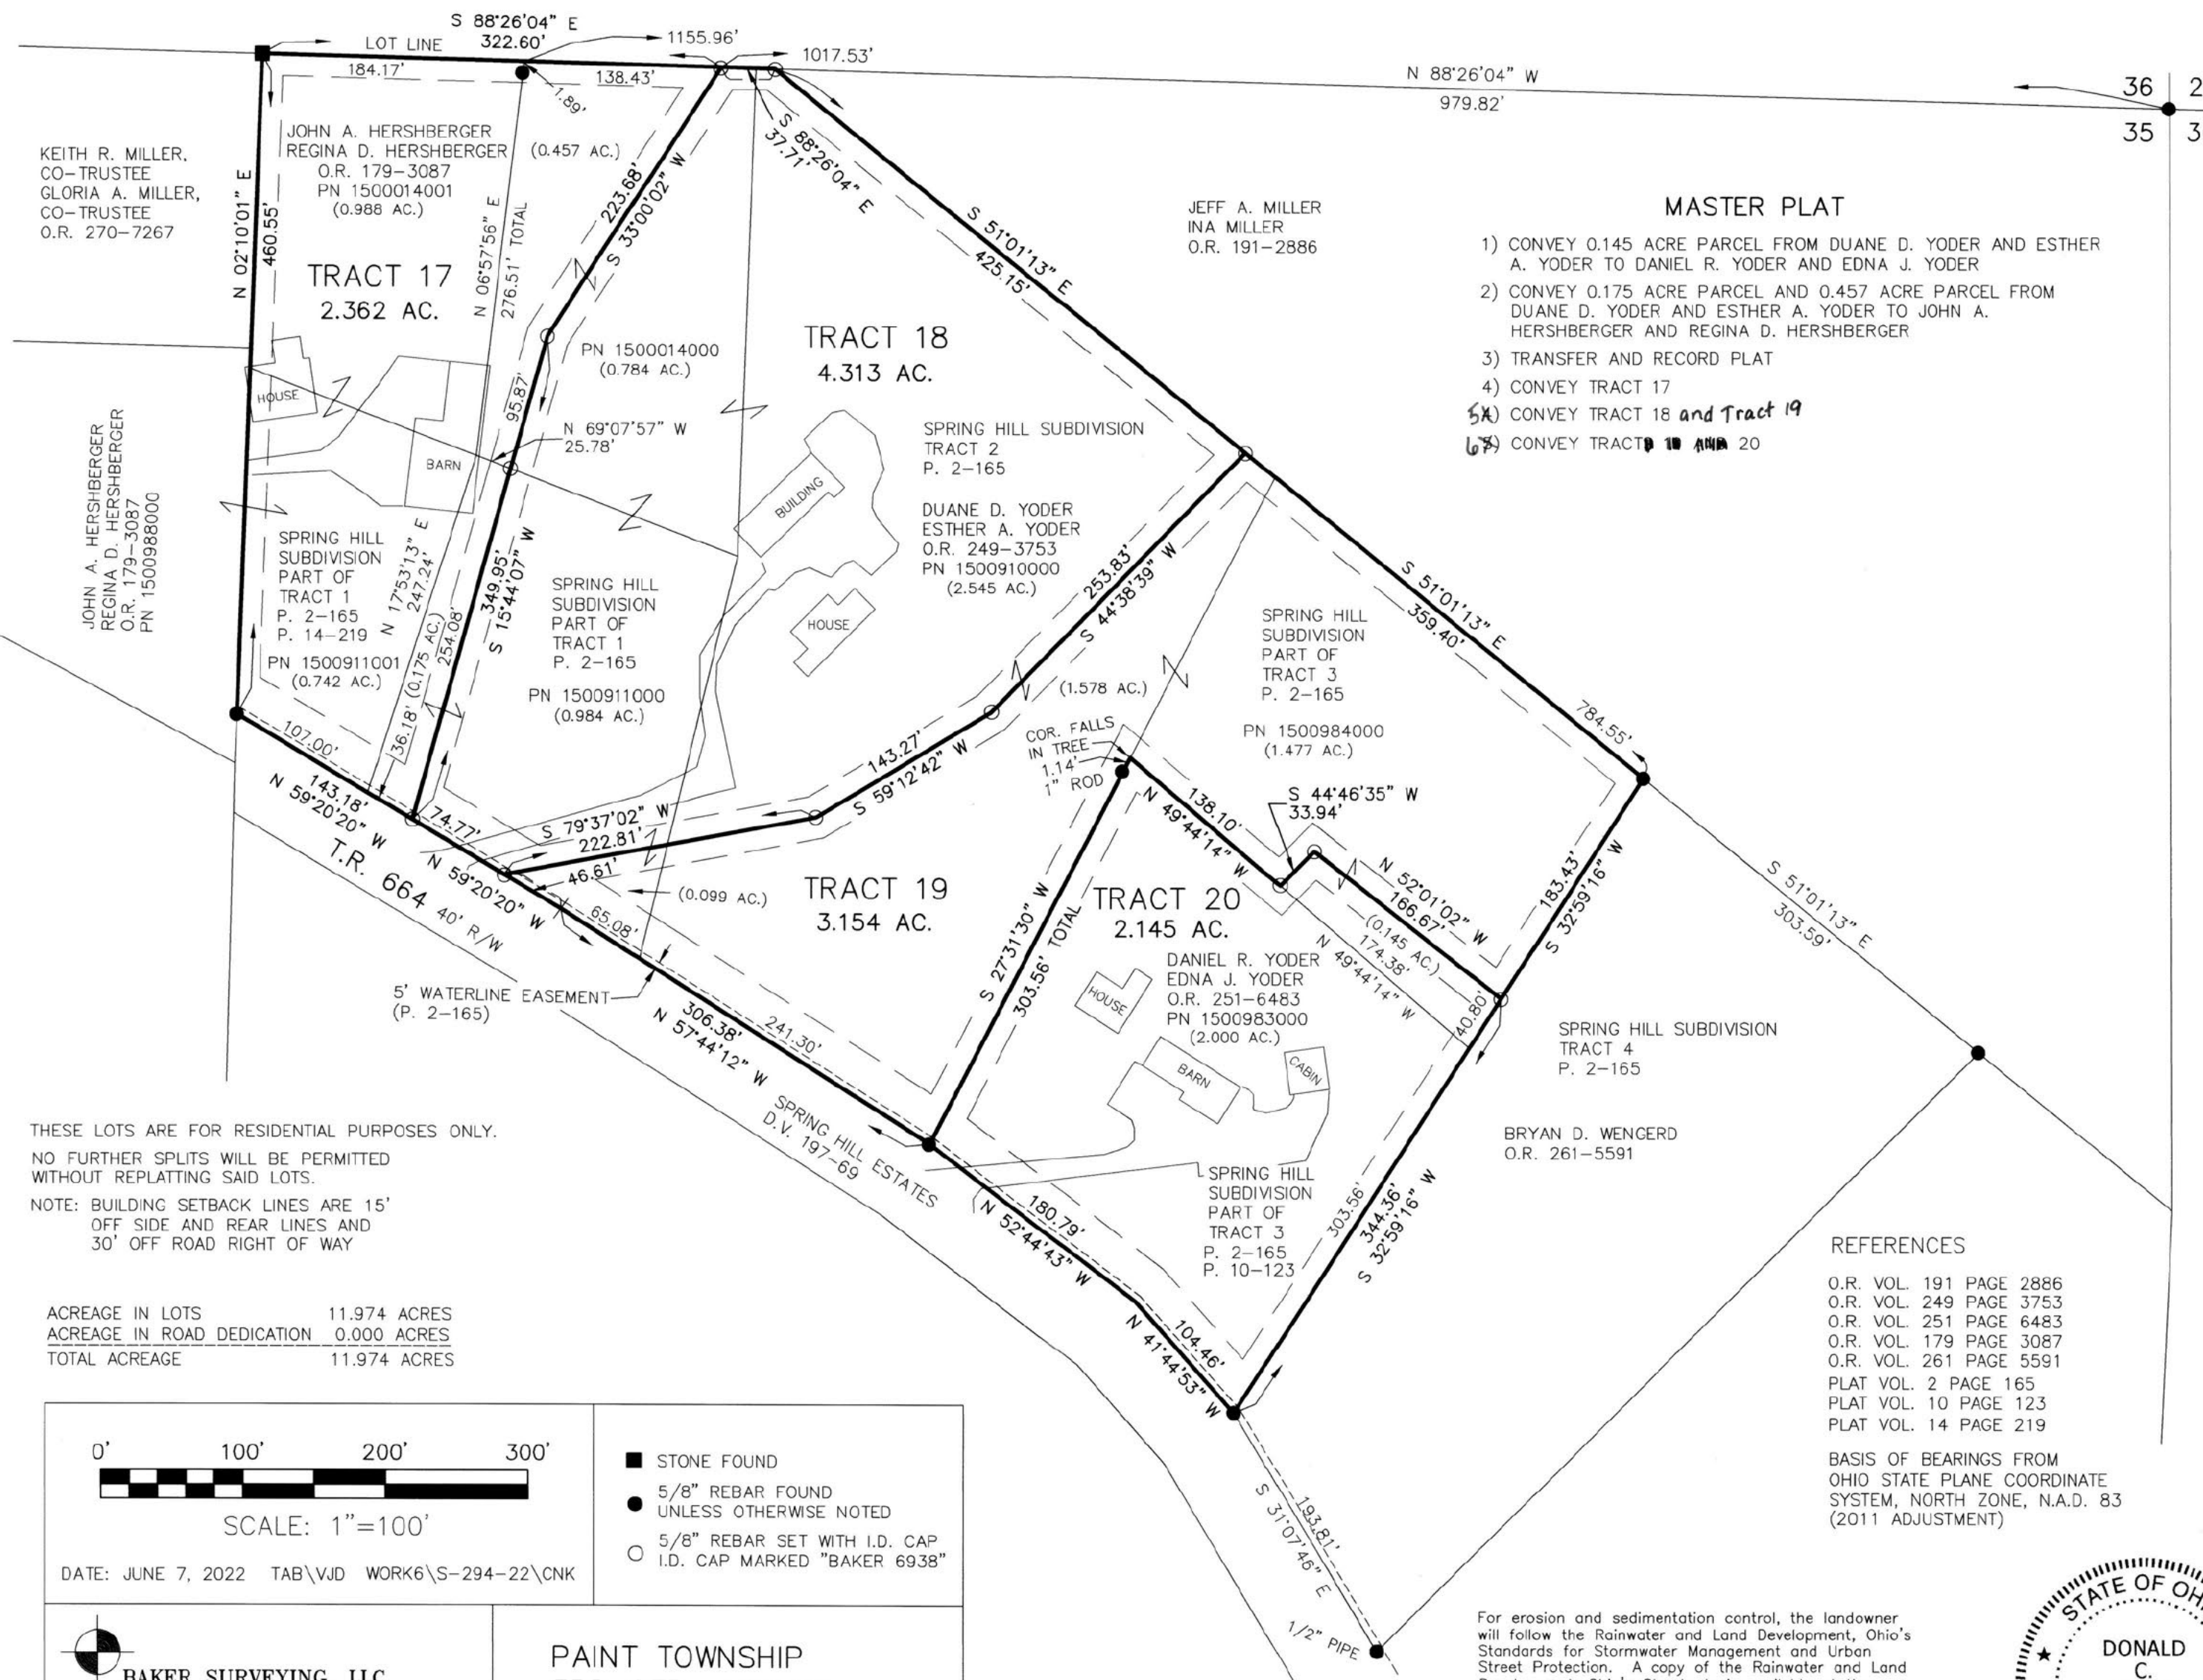 S 88°26'04" E
322.60'
LOT LINE
1155.96'
1017.53'
184.17'
138.43'
1.89'
N 88°26'04" W
979.82'
36 2
35 3
S 88°26'04" E
37.71'
KEITH R. MILLER,
CO-TRUSTEE
GLORIA A. MILLER,
CO-TRUSTEE
O.R. 270-7267
N 02°10'01" E
460.55'
JOHN A. HERSHBERGER
REGINA D. HERSHBERGER
O.R. 179-3087
PN 1500014001
(0.988 AC.)
(0.457 AC.)
TRACT 17
2.362 AC.
N 06°57'56" E
276.51' TOTAL
223.68'
S 33°00'02" W
S 51°01'13" E
425.15'
JEFF A. MILLER
INA MILLER
O.R. 191-2886
MASTER PLAT
1) CONVEY 0.145 ACRE PARCEL FROM DUANE D. YODER AND ESTHER
A. YODER TO DANIEL R. YODER AND EDNA J. YODER
2) CONVEY 0.175 ACRE PARCEL AND 0.457 ACRE PARCEL FROM
DUANE D. YODER AND ESTHER A. YODER TO JOHN A.
HERSHBERGER AND REGINA D. HERSHBERGER
3) TRANSFER AND RECORD PLAT
4) CONVEY TRACT 17
5) CONVEY TRACT 18 and Tract 19
6) CONVEY TRACT 20
PN 1500014000
(0.784 AC.)
TRACT 18
4.313 AC.
HOUSE
BARN
95.87'
N 69°07'57" W
25.78'
BUILDING
HOUSE
SPRING HILL SUBDIVISION
TRACT 2
P. 2-165
DUANE D. YODER
ESTHER A. YODER
O.R. 249-3753
PN 1500910000
(2.545 AC.)
JOHN A. HERSHBERGER
REGINA D. HERSHBERGER
O.R. 179-3087
PN 1500988000
SPRING HILL
SUBDIVISION
PART OF
TRACT 1
P. 2-165
P. 14-219
PN 1500911001
(0.742 AC.)
N 17°53'13" E
247.24'
36.18' (0.175 AC.)
254.08'
349.95'
S 15°44'07" W
SPRING HILL
SUBDIVISION
PART OF
TRACT 1
P. 2-165
PN 1500911000
(0.984 AC.)
253.83'
S 44°38'39" W
(1.578 AC.)
SPRING HILL
SUBDIVISION
PART OF
TRACT 3
P. 2-165
PN 1500984000
(1.477 AC.)
S 51°01'13" E
359.40'
784.55'
COR. FALLS
IN TREE
1.14'
1" ROD
143.27'
S 59°12'42" W
S 79°37'02" W
222.81'
46.61'
107.00'
143.18'
N 59°20'20" W
74.77'
N 59°20'20" W
T.R. 664 40' R/W
65.08'
(0.099 AC.)
TRACT 19
3.154 AC.
138.10'
N 49°44'14" W
S 44°46'35" W
33.94'
N 52°01'02" W
166.67'
(0.145 AC.)
174.38'
N 49°44'14" W
183.43'
S 32°59'16" W
S 51°01'13" E
303.59'
TRACT 20
2.145 AC.
DANIEL R. YODER
EDNA J. YODER
O.R. 251-6483
PN 1500983000
(2.000 AC.)
HOUSE
BARN
CABIN
40.80'
S 27°31'30" W
303.56' TOTAL
5' WATERLINE EASEMENT
(P. 2-165)
306.38'
N 57°44'12" W
241.30'
SPRING HILL ESTATES
D.V. 197-69
SPRING HILL SUBDIVISION
TRACT 4
P. 2-165
BRYAN D. WENGERD
O.R. 261-5591
SPRING HILL
SUBDIVISION
PART OF
TRACT 3
P. 2-165
P. 10-123
303.56'
344.36'
S 32°59'16" W
180.79'
N 52°44'43" W
104.46'
N 41°44'53" W
193.81'
S 31°07'46" E
1/2" PIPE
THESE LOTS ARE FOR RESIDENTIAL PURPOSES ONLY.
NO FURTHER SPLITS WILL BE PERMITTED
WITHOUT REPLATTING SAID LOTS.
NOTE: BUILDING SETBACK LINES ARE 15'
OFF SIDE AND REAR LINES AND
30' OFF ROAD RIGHT OF WAY
ACREAGE IN LOTS 11.974 ACRES
ACREAGE IN ROAD DEDICATION 0.000 ACRES
TOTAL ACREAGE 11.974 ACRES
0' 100' 200' 300'
SCALE: 1"=100'
DATE: JUNE 7, 2022 TAB\VJD WORK6\S-294-22\CNK
STONE FOUND
5/8" REBAR FOUND
UNLESS OTHERWISE NOTED
5/8" REBAR SET WITH I.D. CAP
I.D. CAP MARKED "BAKER 6938"
BAKER SURVEYING, LLC
PAINT TOWNSHIP
REFERENCES
O.R. VOL. 191 PAGE 2886
O.R. VOL. 249 PAGE 3753
O.R. VOL. 251 PAGE 6483
O.R. VOL. 179 PAGE 3087
O.R. VOL. 261 PAGE 5591
PLAT VOL. 2 PAGE 165
PLAT VOL. 10 PAGE 123
PLAT VOL. 14 PAGE 219
BASIS OF BEARINGS FROM
OHIO STATE PLANE COORDINATE
SYSTEM, NORTH ZONE, N.A.D. 83
(2011 ADJUSTMENT)
For erosion and sedimentation control, the landowner
will follow the Rainwater and Land Development, Ohio's
Standards for Stormwater Management and Urban
Street Protection. A copy of the Rainwater and Land
STATE OF OH
DONALD
C.